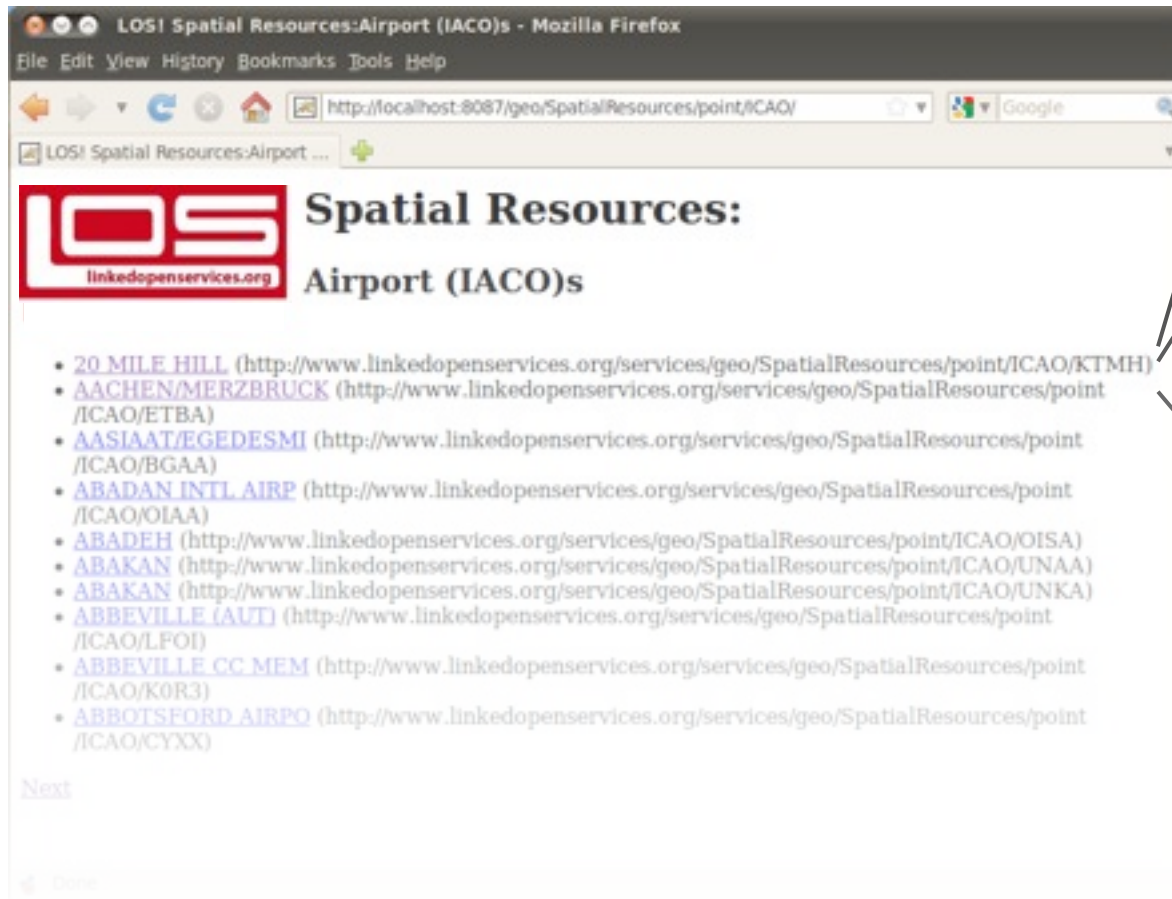 LOS! Spatial Resources:Airport (IACO)s - Mozilla Firefox
File Edit View History Bookmarks Tools Help
http://localhost:8087/geo/SpatialResources/point/ICAO/
Google
LOS! Spatial Resources:Airport ...
LOS
linkedopenservices.org
Spatial Resources:
Airport (IACO)s
• 20 MILE HILL (http://www.linkedopenservices.org/services/geo/SpatialResources/point/ICAO/KTMH)
• AACHEN/MERZBRUCK (http://www.linkedopenservices.org/services/geo/SpatialResources/point
/ICAO/ETBA)
• AASIAAT/EGEDESMI (http://www.linkedopenservices.org/services/geo/SpatialResources/point
/ICAO/BGAA)
• ABADAN INTL AIRP (http://www.linkedopenservices.org/services/geo/SpatialResources/point
/ICAO/OIAA)
• ABADEH (http://www.linkedopenservices.org/services/geo/SpatialResources/point/ICAO/OISA)
• ABAKAN (http://www.linkedopenservices.org/services/geo/SpatialResources/point/ICAO/UNAA)
• ABAKAN (http://www.linkedopenservices.org/services/geo/SpatialResources/point/ICAO/UNKA)
• ABBEVILLE (AUT) (http://www.linkedopenservices.org/services/geo/SpatialResources/point
/ICAO/LFOI)
• ABBEVILLE CC MEM (http://www.linkedopenservices.org/services/geo/SpatialResources/point
/ICAO/K0R3)
• ABBOTSFORD AIRPO (http://www.linkedopenservices.org/services/geo/SpatialResources/point
/ICAO/CYXX)
Next
Done